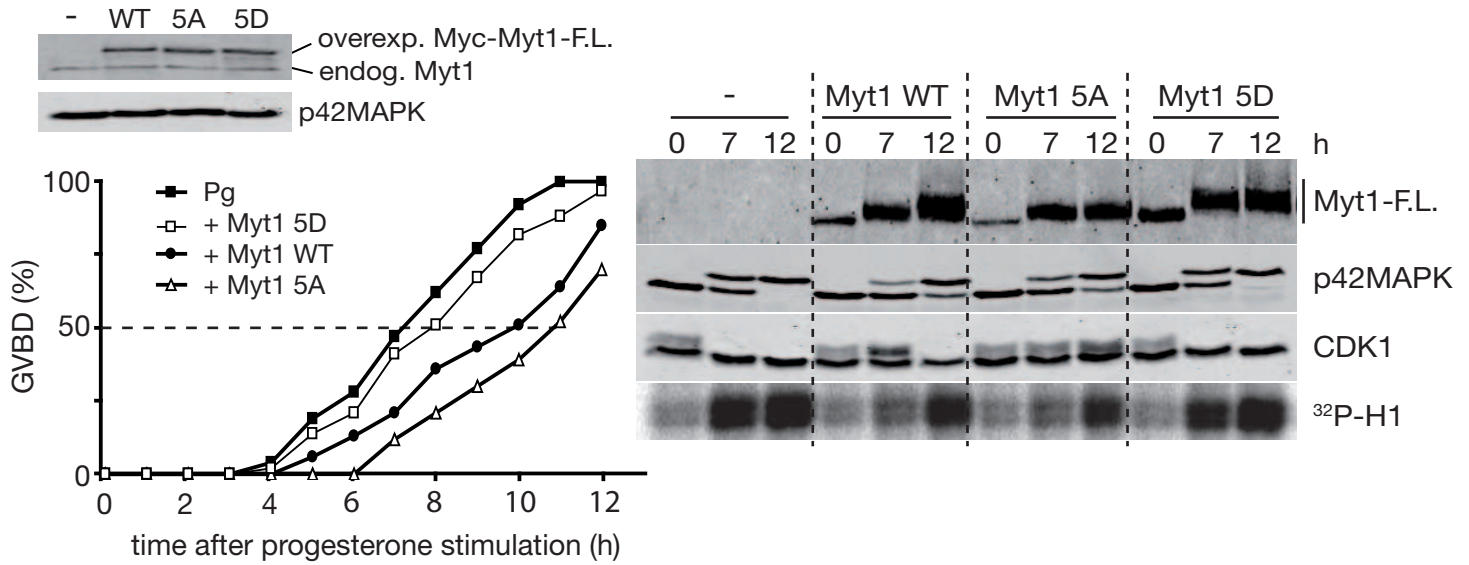 - WT 5A 5D
overexp. Myc-Myt1-F.L.
endog. Myt1
p42MAPK
100
50
0
GVBD (%)
Pg
+ Myt1 5D
+ Myt1 WT
+ Myt1 5A
0 2 4 6 8 10 12
time after progesterone stimulation (h)
- Myt1 WT Myt1 5A Myt1 5D
0 7 12 0 7 12 0 7 12 0 7 12 h
Myt1-F.L.
p42MAPK
CDK1
³²P-H1